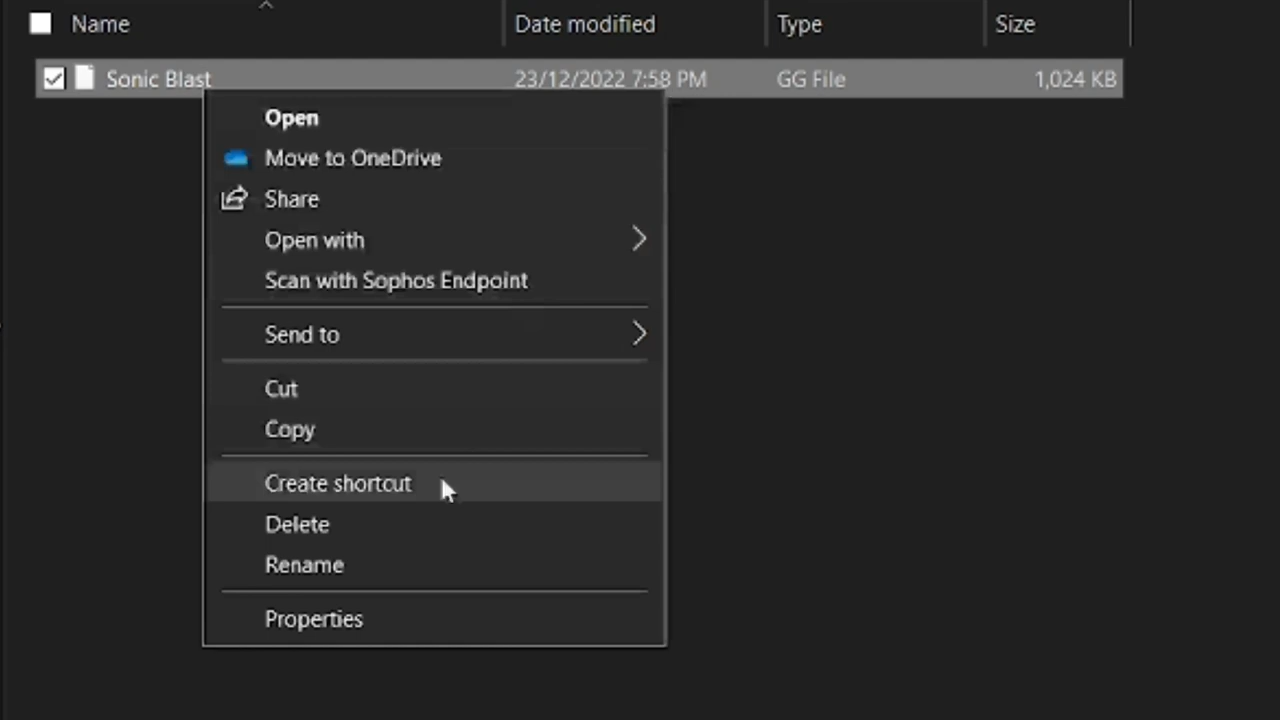 Name Date modified Type Size
Sonic Blast 23/12/2022 7:58 PM GG File 1,024 KB
Open
Move to OneDrive
Share
Open with
Scan with Sophos Endpoint
Send to
Cut
Copy
Create shortcut
Delete
Rename
Properties